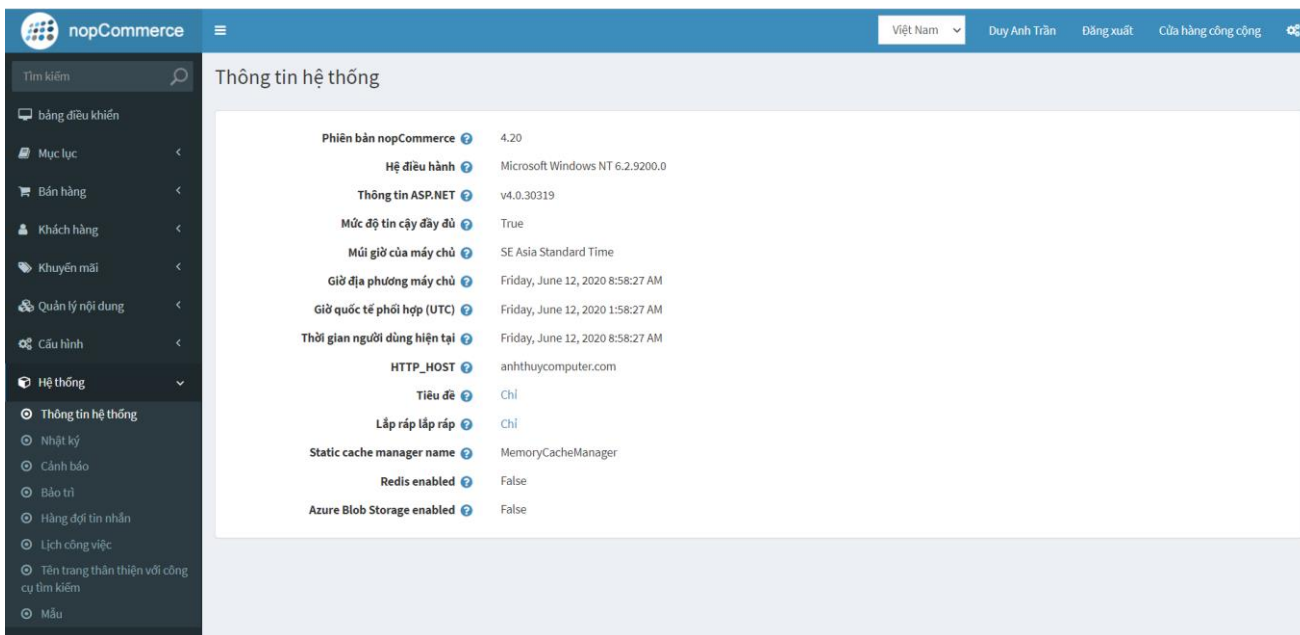 nopCommerce
Việt Nam
Duy Anh Trần
Đăng xuất
Cửa hàng công cộng
Tìm kiếm
Thông tin hệ thống
bảng điều khiển
Mục lục
Bán hàng
Khách hàng
Khuyến mãi
Quản lý nội dung
Cấu hình
Hệ thống
Thông tin hệ thống
Nhật ký
Cảnh báo
Bảo trì
Hàng đợi tin nhắn
Lịch công việc
Tên trang thân thiện với công
cụ tìm kiếm
Mẫu
Phiên bản nopCommerce 4.20
Hệ điều hành Microsoft Windows NT 6.2.9200.0
Thông tin ASP.NET v4.0.30319
Mức độ tin cậy đầy đủ True
Múi giờ của máy chủ SE Asia Standard Time
Giờ địa phương máy chủ Friday, June 12, 2020 8:58:27 AM
Giờ quốc tế phối hợp (UTC) Friday, June 12, 2020 1:58:27 AM
Thời gian người dùng hiện tại Friday, June 12, 2020 8:58:27 AM
HTTP_HOST anhthuycomputer.com
Tiêu đề Chỉ
Lắp ráp lắp ráp Chỉ
Static cache manager name MemoryCacheManager
Redis enabled False
Azure Blob Storage enabled False